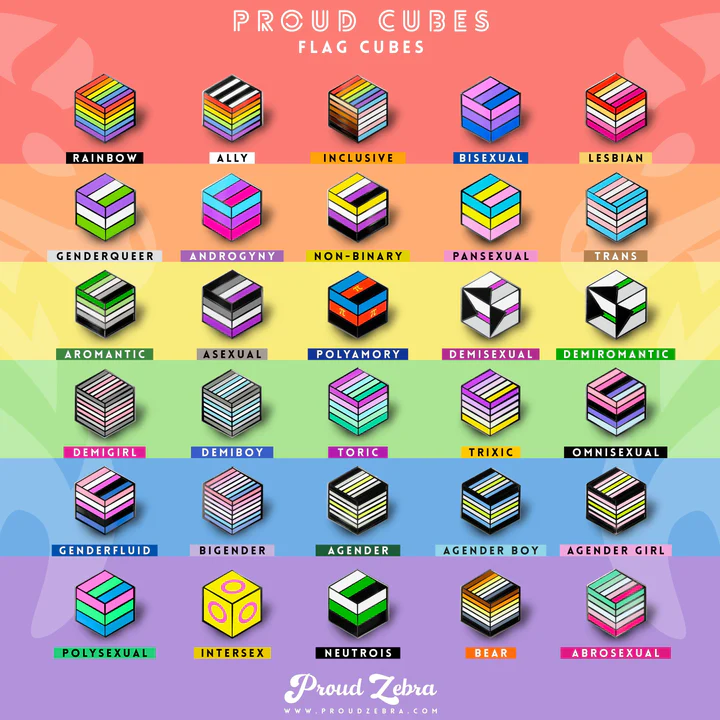 PROUD CUBES
FLAG CUBES
RAINBOW
ALLY
INCLUSIVE
BISEXUAL
LESBIAN
GENDERQUEER
ANDROGYNY
NON-BINARY
PANSEXUAL
TRANS
AROMANTIC
ASEXUAL
POLYAMORY
DEMISEXUAL
DEMIROMANTIC
DEMIGIRL
DEMIBOY
TORIC
TRIXIC
OMNISEXUAL
GENDERFLUID
BIGENDER
AGENDER
AGENDER BOY
AGENDER GIRL
POLYSEXUAL
INTERSEX
NEUTROIS
BEAR
ABROSEXUAL
Proud Zebra
WWW.PROUDZEBRA.COM